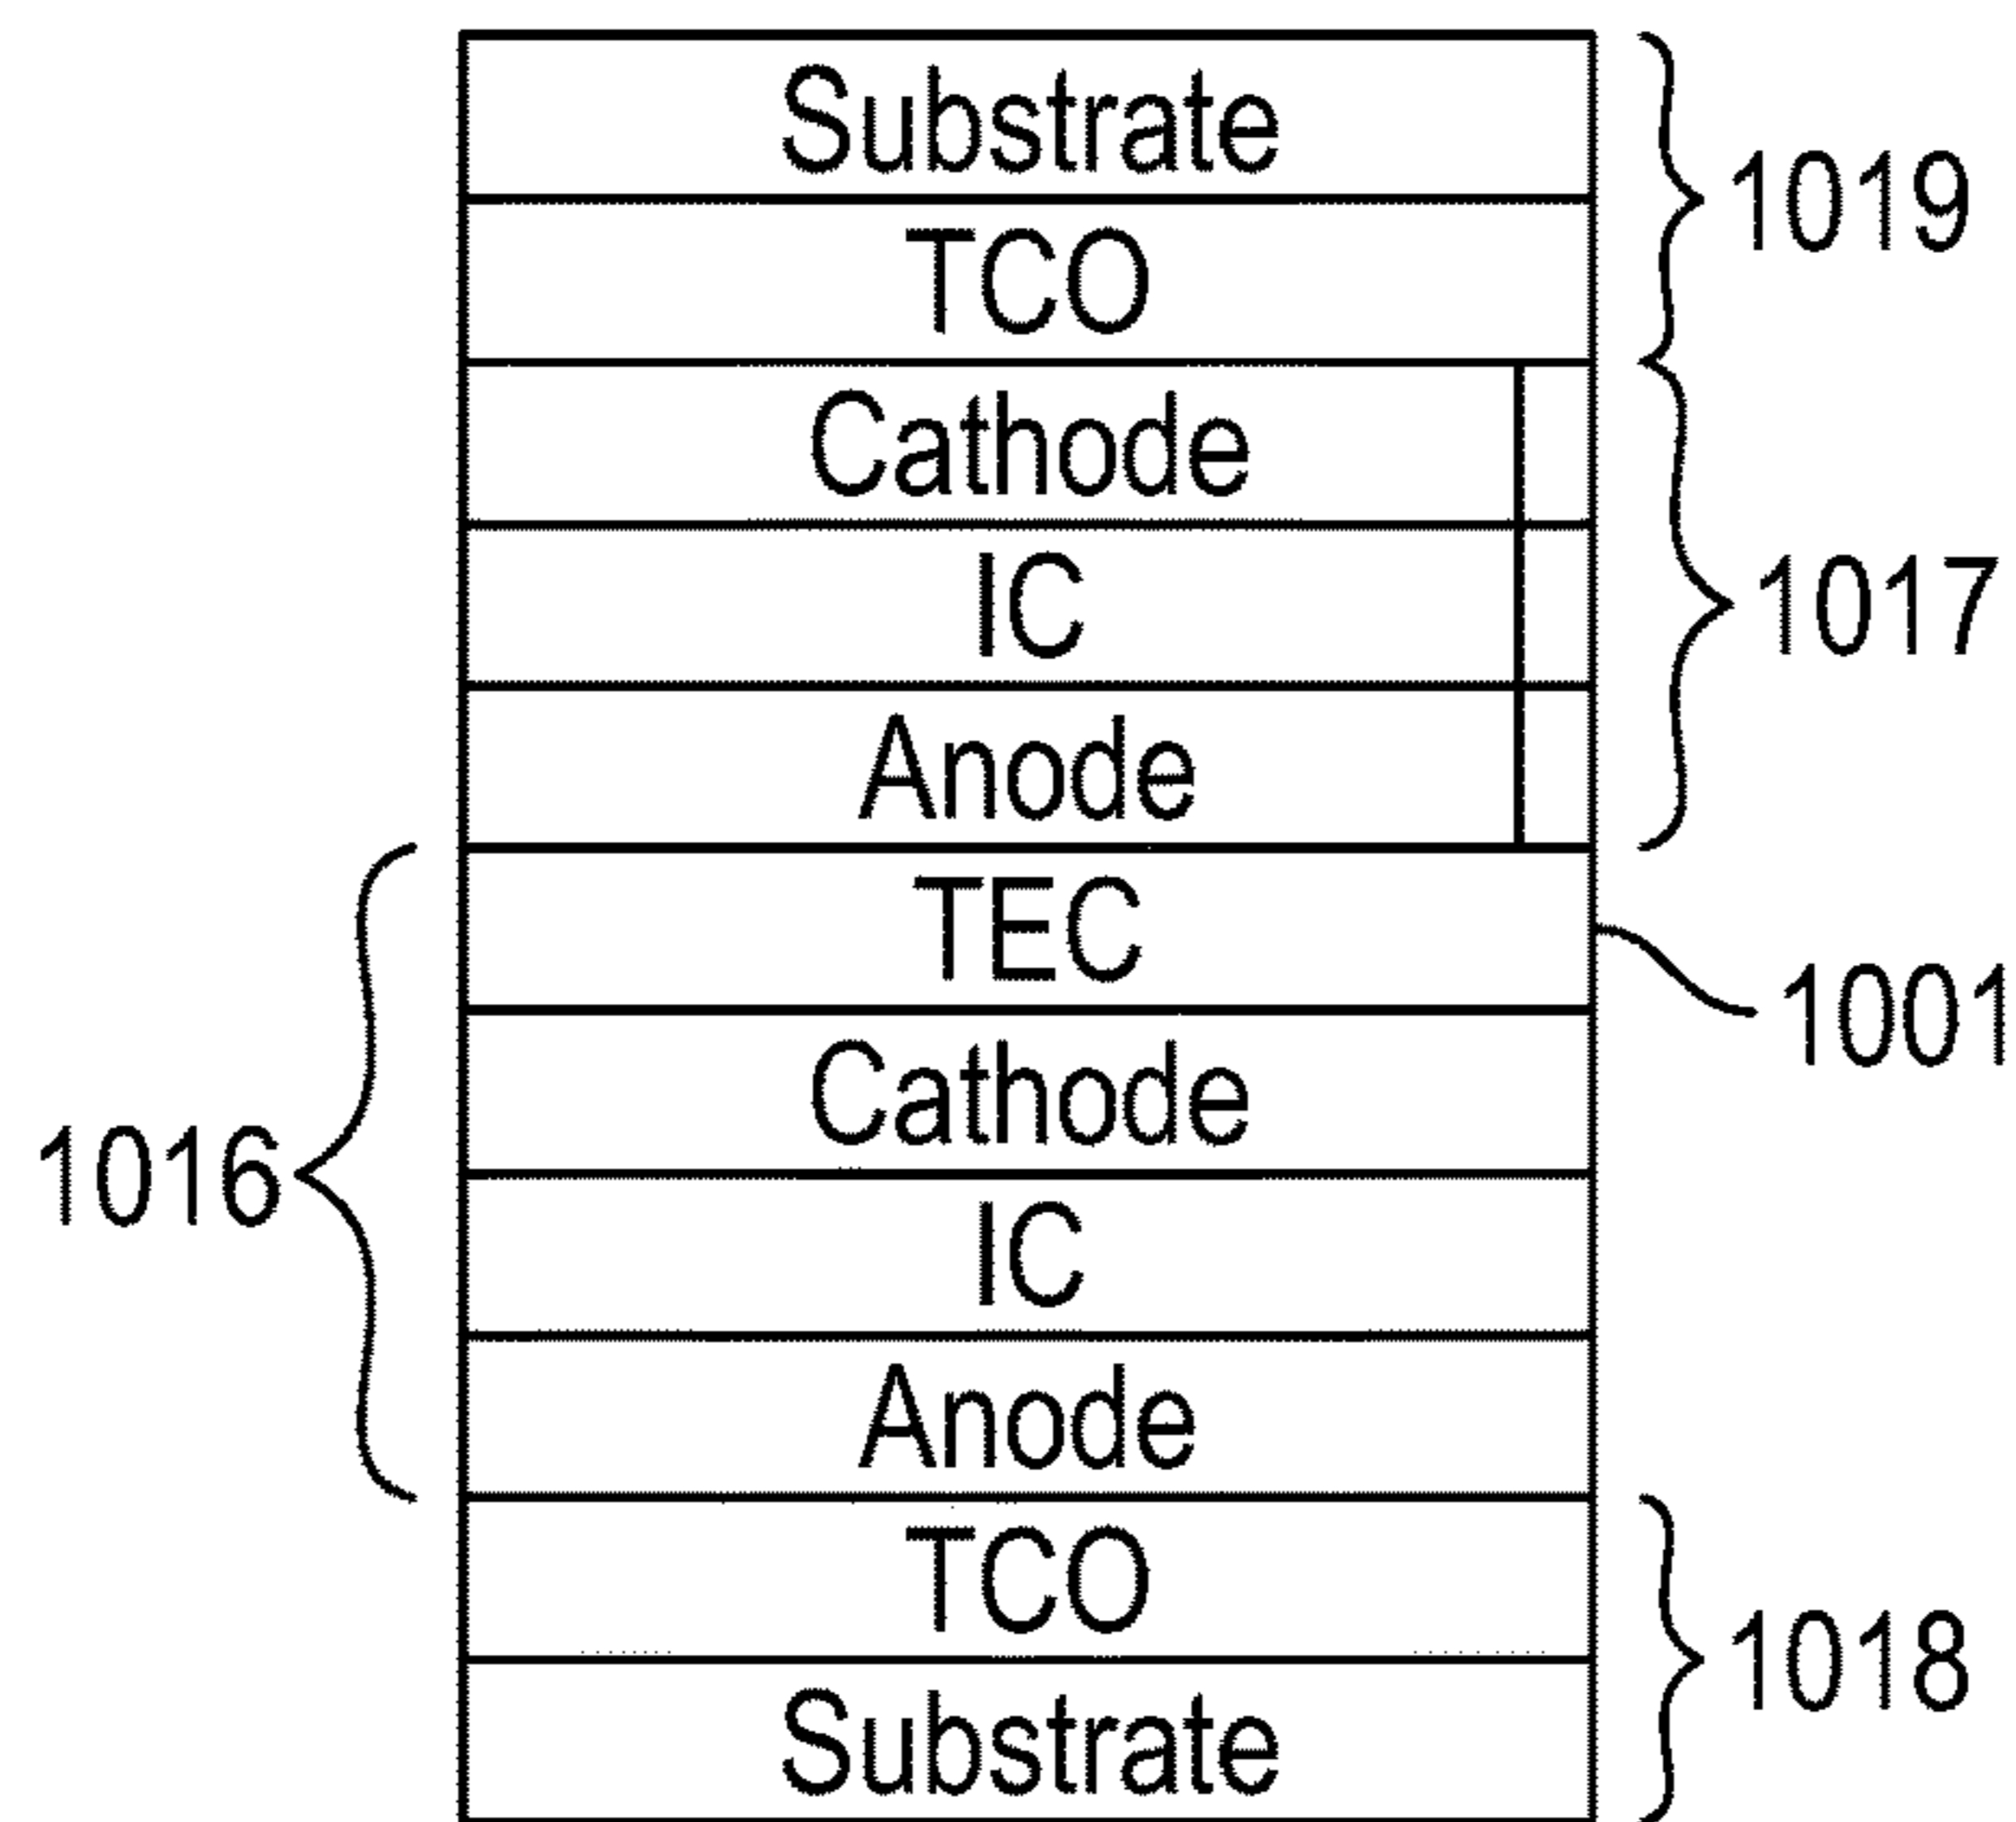 Substrate
1019
TCO
Cathode
IC
1017
Anode
TEC
1001
Cathode
1016
IC
Anode
TCO
1018
Substrate